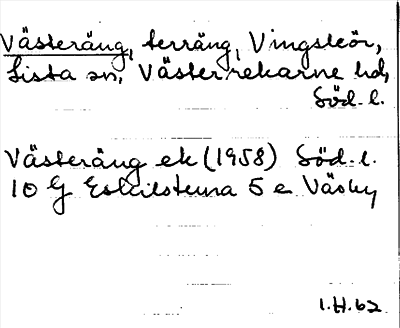 Västeräng, terräng, Vingsleör,
Lista sn, Västerrekarne hd,
Söd. l.
Västeräng ek (1958) Söd. l.
10 G Eskilstuna 5 e Väsby
1.H.62